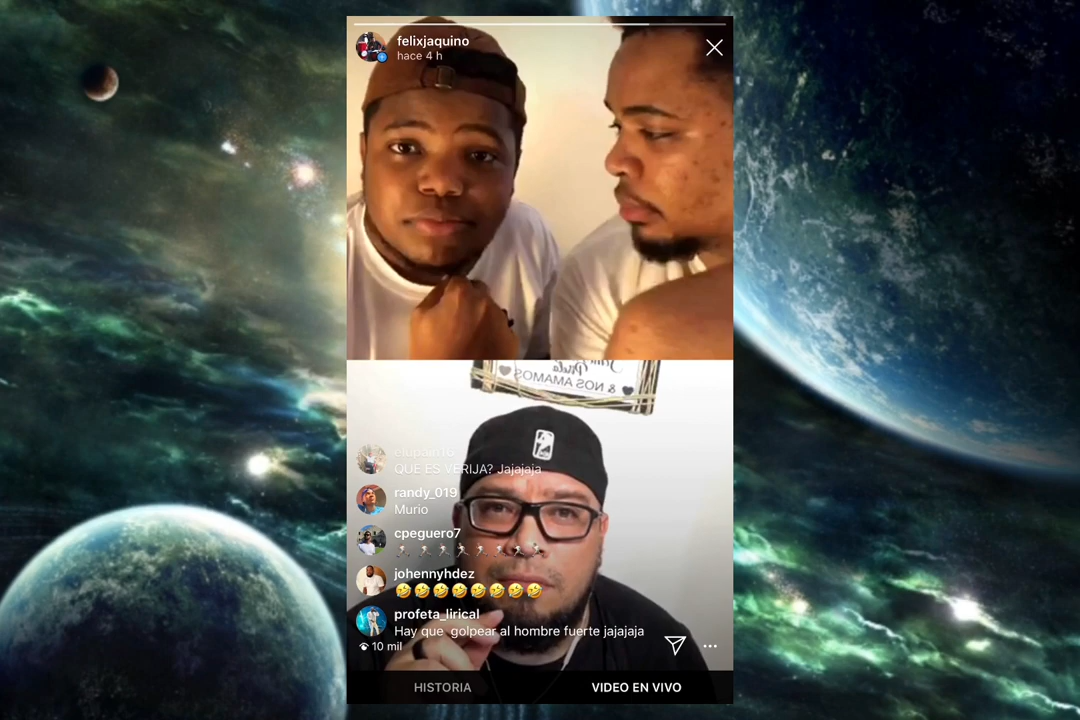 felixjaquino
hace 4 h
& NOS AMAMOS
elupain16
QUE ES VERIJA? Jajajaja
randy_019
Murio
cpeguero7
johennyhdez
🤣🤣🤣🤣🤣🤣🤣🤣
profeta_lirical
Hay que golpear al hombre fuerte jajajaja
10 mil
HISTORIA
VIDEO EN VIVO